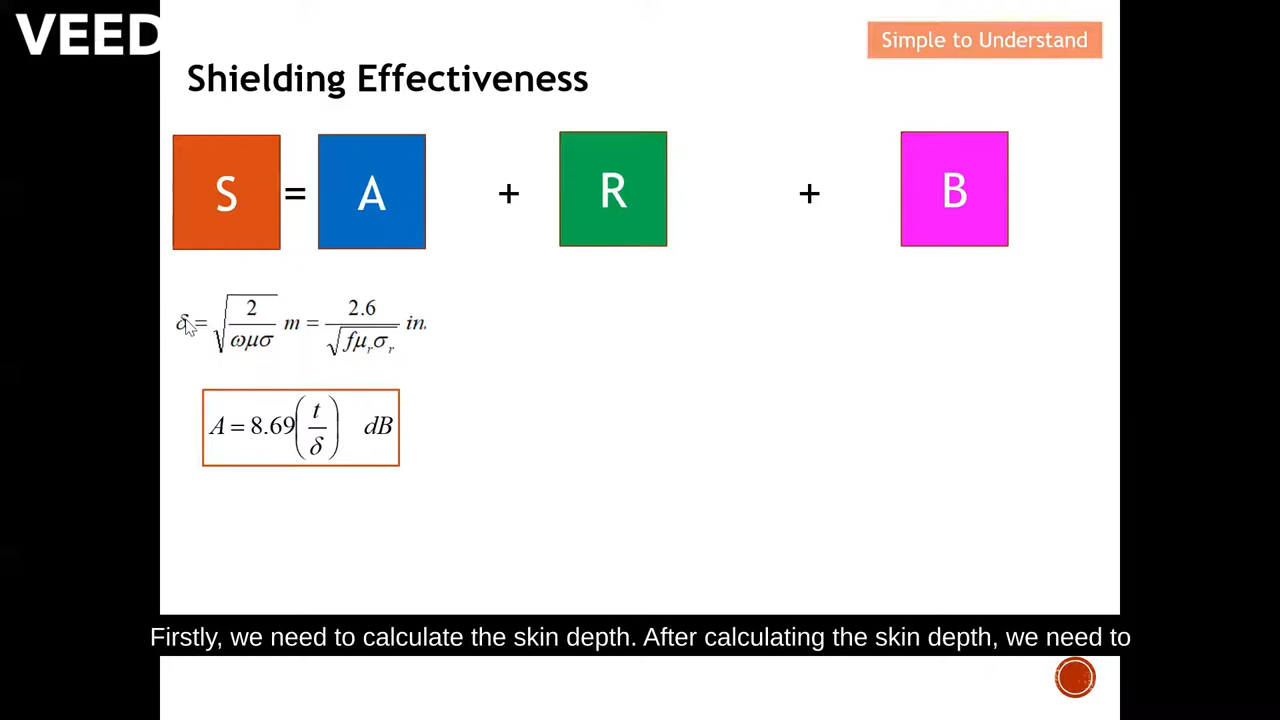 VEED
Simple to Understand
Shielding Effectiveness
S = A + R + B
δ = √(2/ωμσ) m = 2.6/√(fμᵣσᵣ) in.
A = 8.69(t/δ) dB
Firstly, we need to calculate the skin depth. After calculating the skin depth, we need to